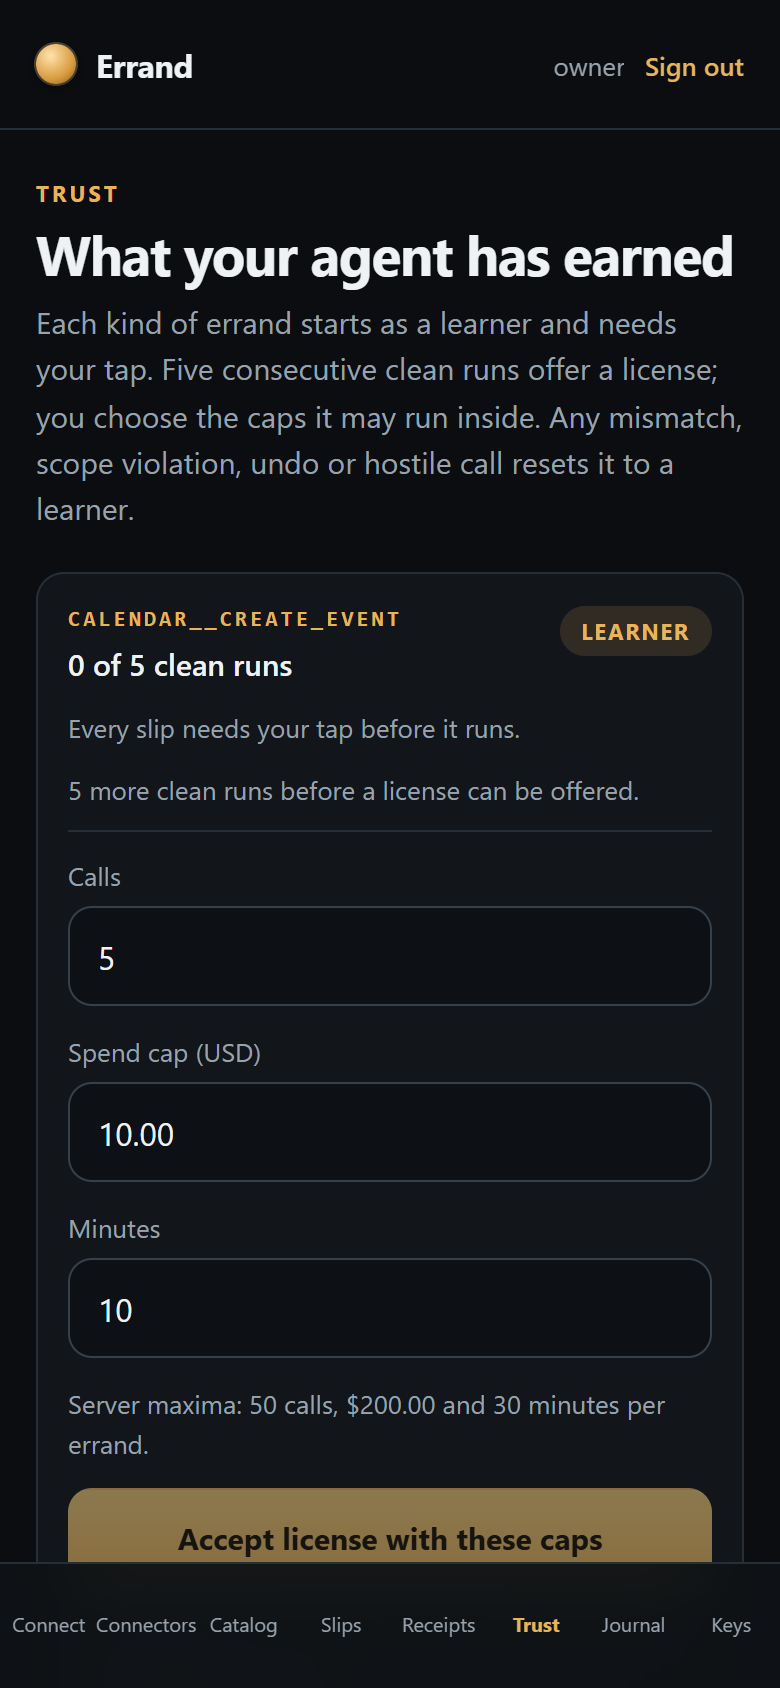 Errand
owner Sign out
TRUST
What your agent has earned
Each kind of errand starts as a learner and needs
your tap. Five consecutive clean runs offer a license;
you choose the caps it may run inside. Any mismatch,
scope violation, undo or hostile call resets it to a
learner.
CALENDAR__CREATE_EVENT
LEARNER
0 of 5 clean runs
Every slip needs your tap before it runs.
5 more clean runs before a license can be offered.
Calls
5
Spend cap (USD)
10.00
Minutes
10
Server maxima: 50 calls, $200.00 and 30 minutes per
errand.
Accept license with these caps
Connect Connectors Catalog Slips Receipts Trust Journal Keys